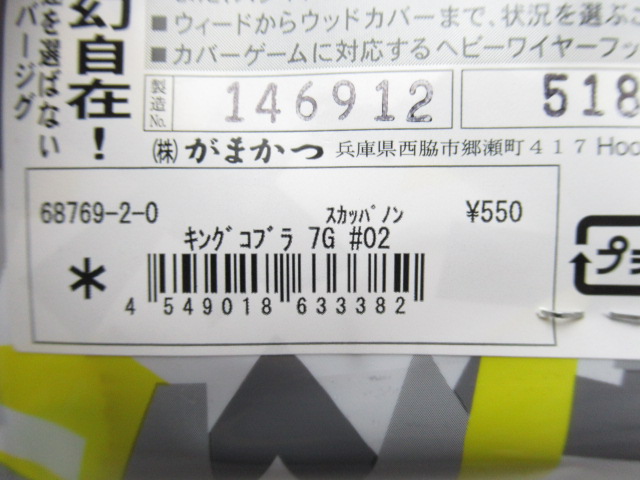 幻自在!
を選ばない
バージグ
■ウィードからウッドカバーまで、状況を選ぶ
■カバーゲームに対応するヘビーワイヤーフッ
製造No. 146912 518
(株)がまかつ 兵庫県西脇市郷瀬町417 Hoo
68769-2-0 スカッパノン ¥550
キングコブラ 7G #02
*
4 549018 633382
プ